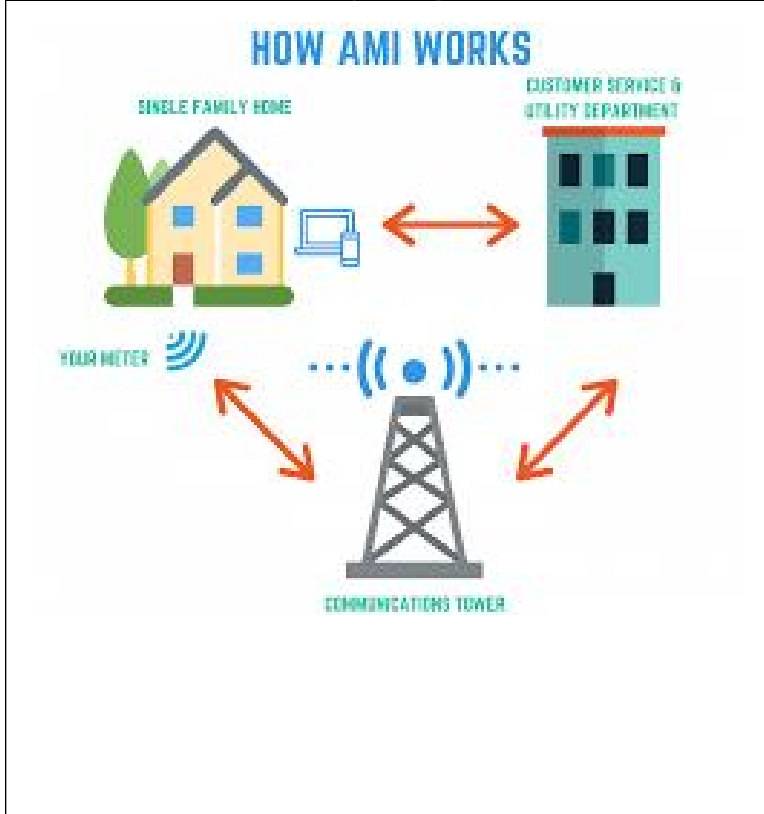 HOW AMI WORKS
SINGLE FAMILY HOME
CUSTOMER SERVICE &
UTILITY DEPARTMENT
YOUR METER
COMMUNICATIONS TOWER